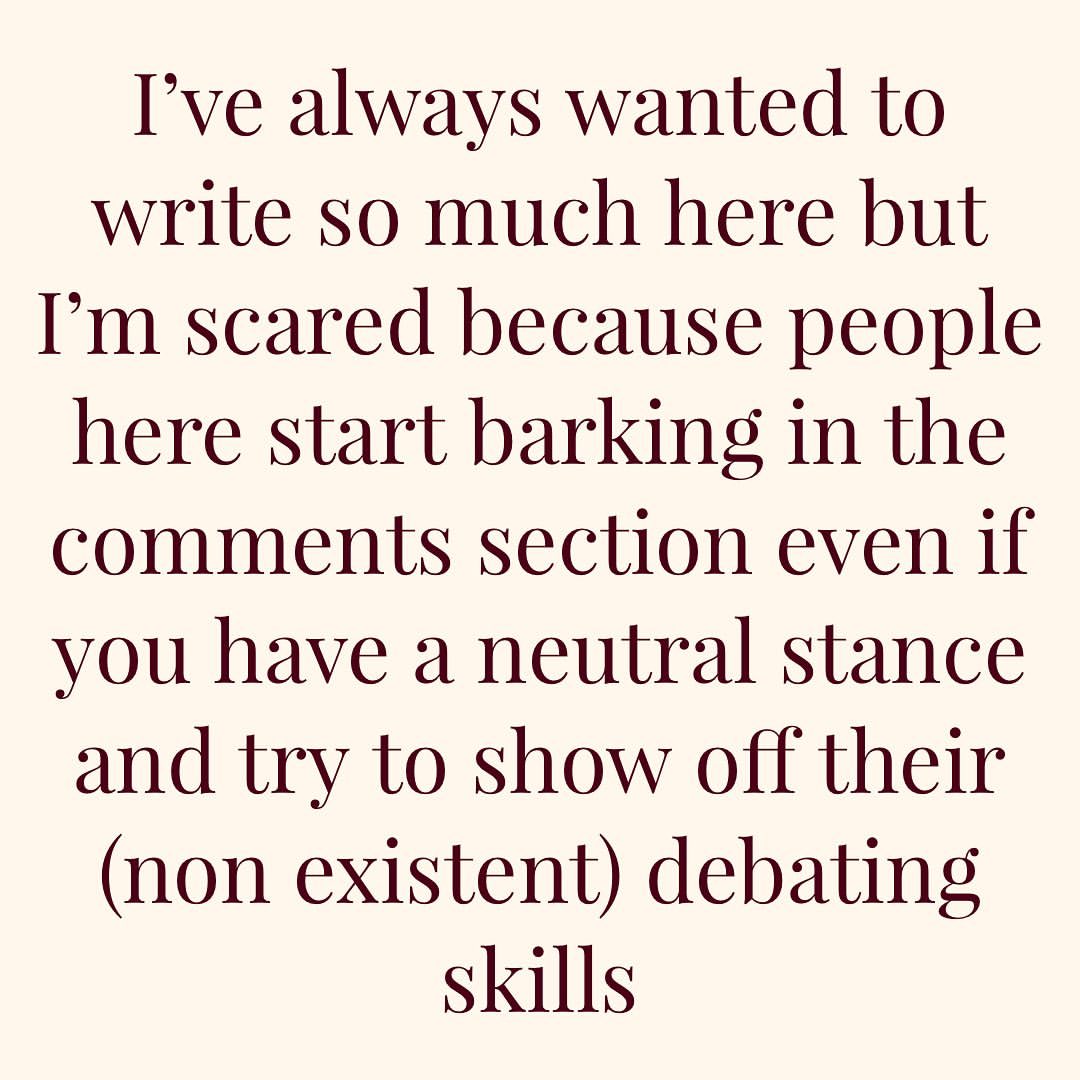 I’ve always wanted to
write so much here but
I’m scared because people
here start barking in the
comments section even if
you have a neutral stance
and try to show off their
(non existent) debating
skills